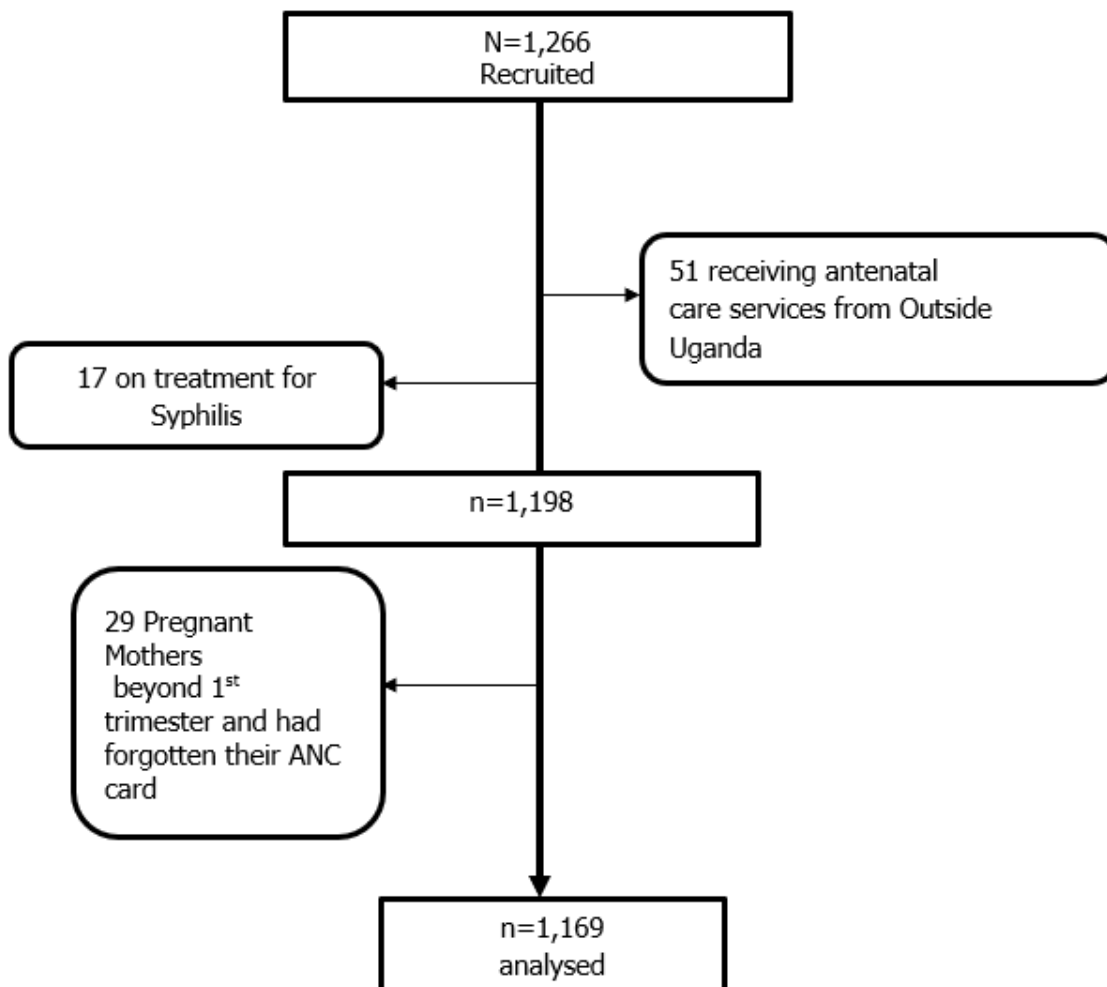 N=1,266
Recruited
51 receiving antenatal
care services from Outside
Uganda
17 on treatment for
Syphilis
n=1,198
29 Pregnant
Mothers
beyond 1st
trimester and had
forgotten their ANC
card
n=1,169
analysed